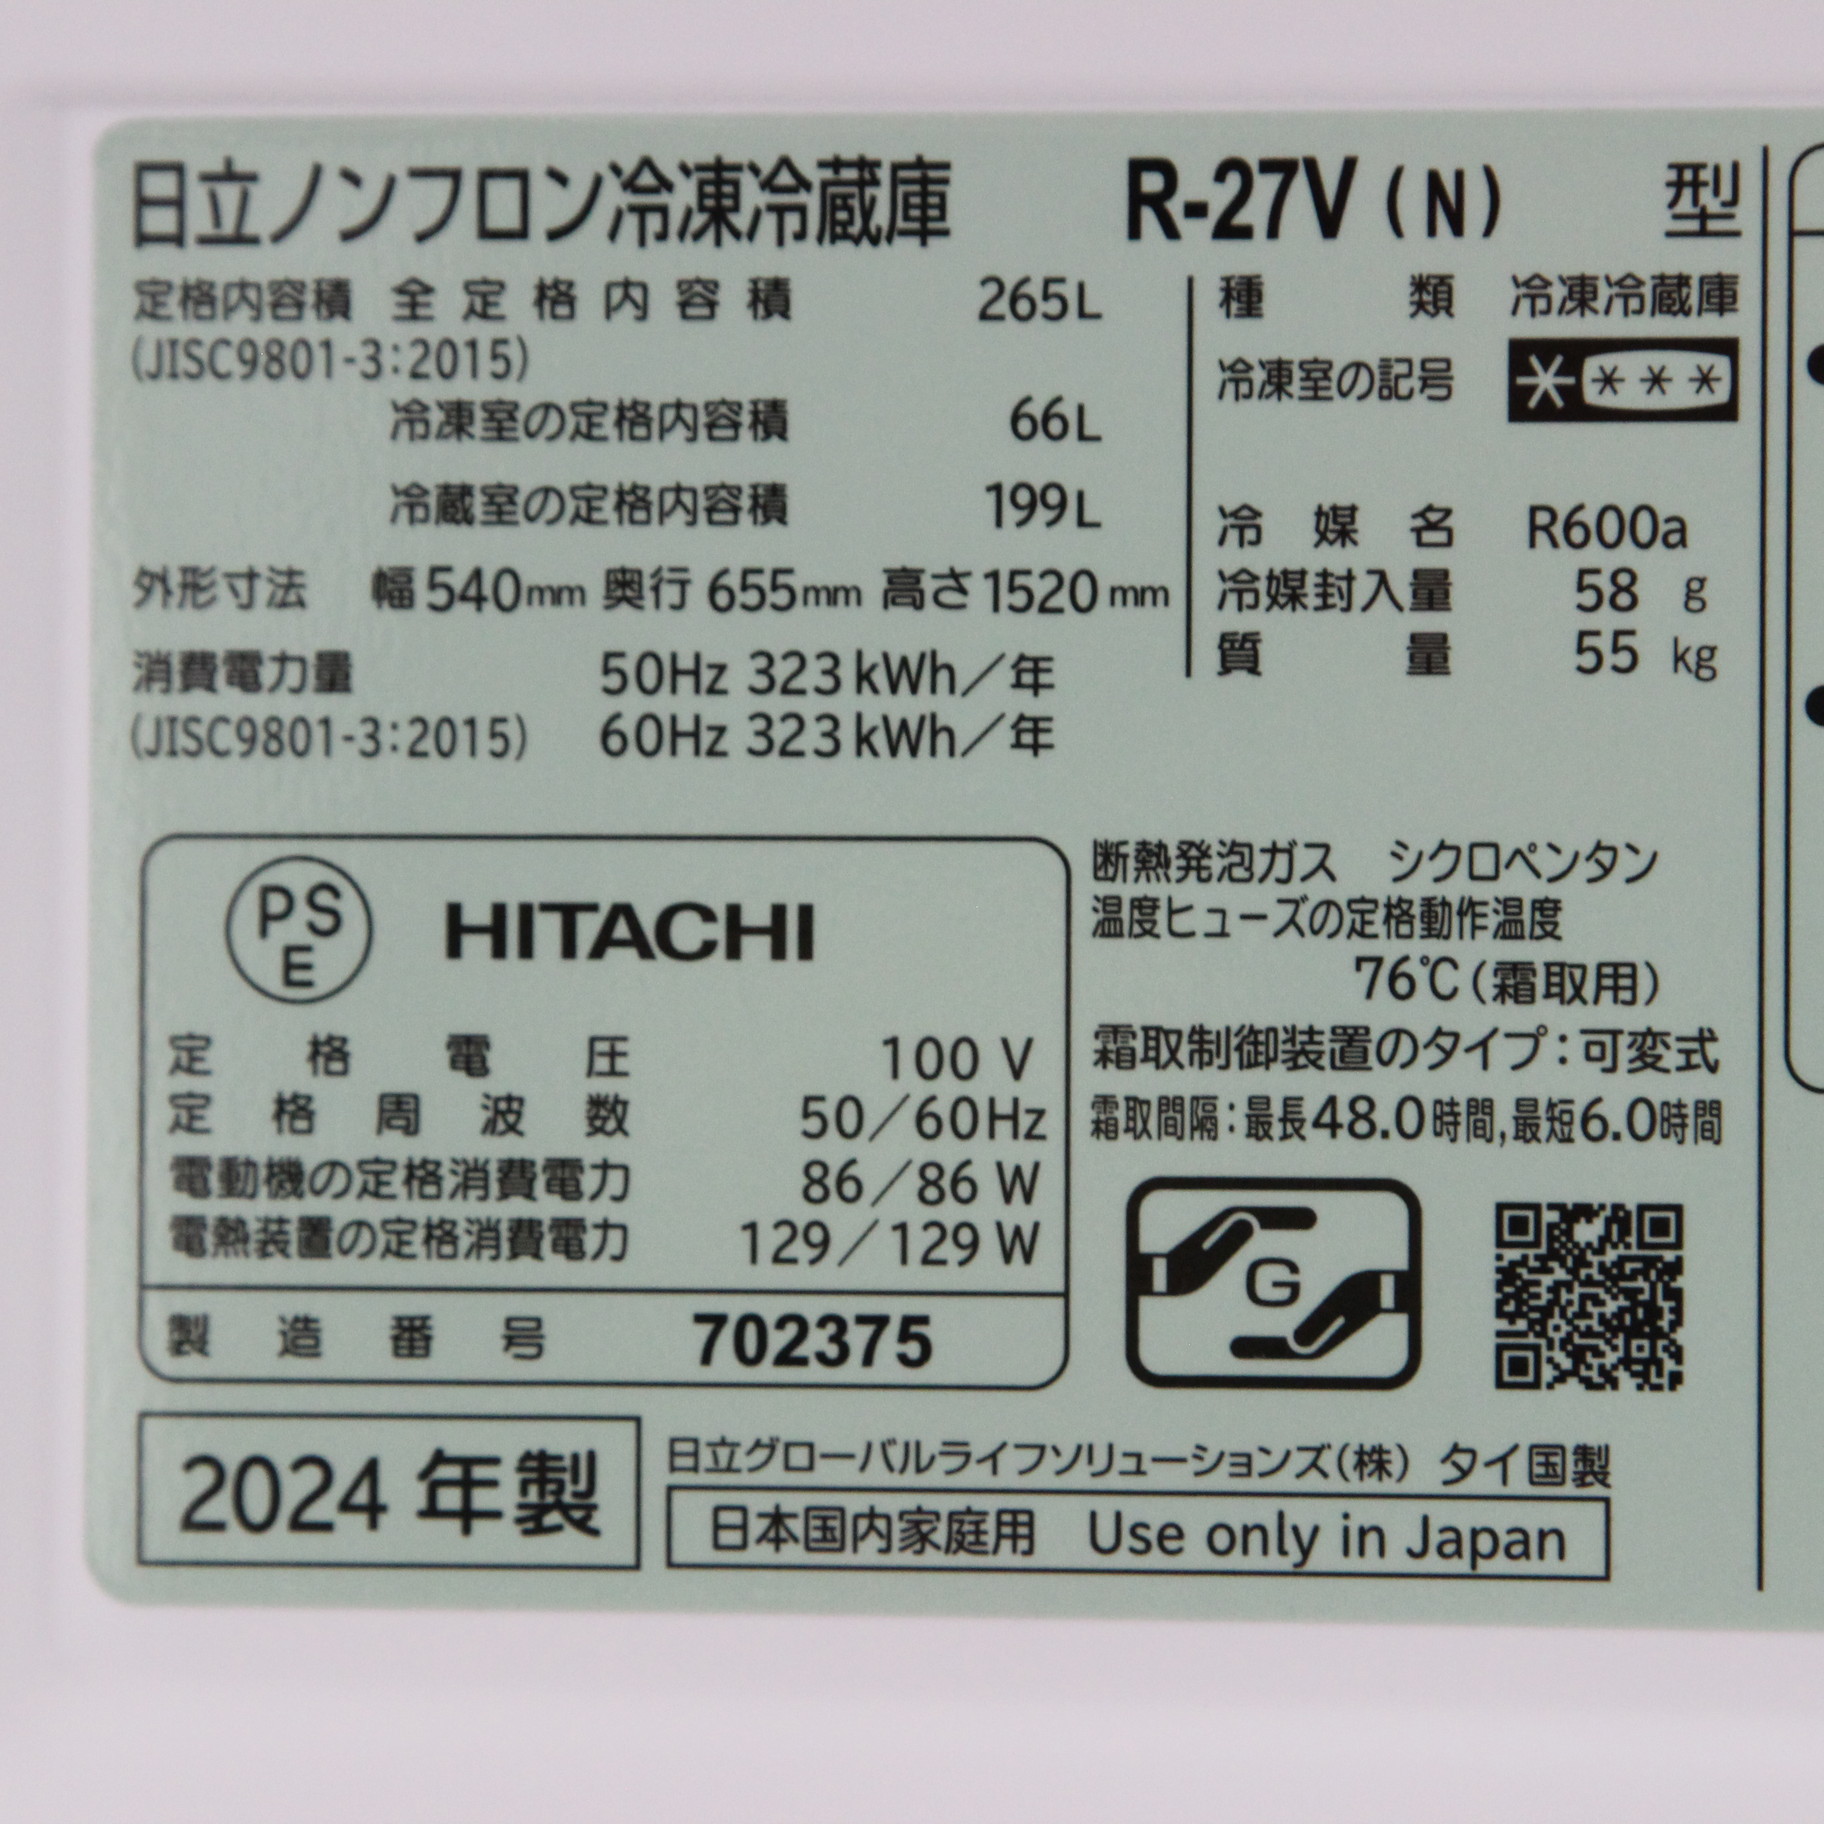 日立ノンフロン冷凍冷蔵庫 R-27V(N) 型
定格内容積 全定格内容積 265L
(JISC9801-3:2015)
冷凍室の定格内容積 66L
冷蔵室の定格内容積 199L
外形寸法 幅540mm 奥行655mm 高さ1520mm
消費電力量 50Hz 323kWh/年
(JISC9801-3:2015) 60Hz 323kWh/年
種類 冷凍冷蔵庫
冷凍室の記号 ****
冷媒名 R600a
冷媒封入量 58 g
質量 55 kg
PSE HITACHI
定格電圧 100 V
定格周波数 50/60Hz
電動機の定格消費電力 86/86 W
電熱装置の定格消費電力 129/129 W
製造番号 702375
断熱発泡ガス シクロペンタン
温度ヒューズの定格動作温度
76℃(霜取用)
霜取制御装置のタイプ:可変式
霜取間隔:最長48.0時間,最短6.0時間
G
2024年製
日立グローバルライフソリューションズ(株) タイ国製
日本国内家庭用 Use only in Japan